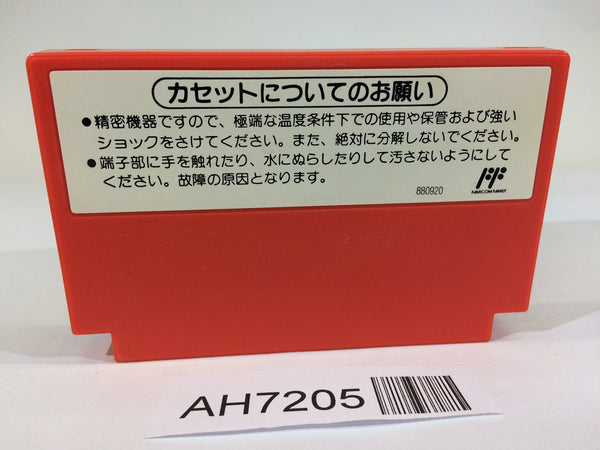 カセットについてのお願い
●精密機器ですので、極端な温度条件下での使用や保管および強い
ショックをさけてください。また、絶対に分解しないでください。
●端子部に手を触れたり、水にぬらしたりして汚さないようにして
ください。故障の原因となります。
880920
FAMICOM FAMILY
AH7205